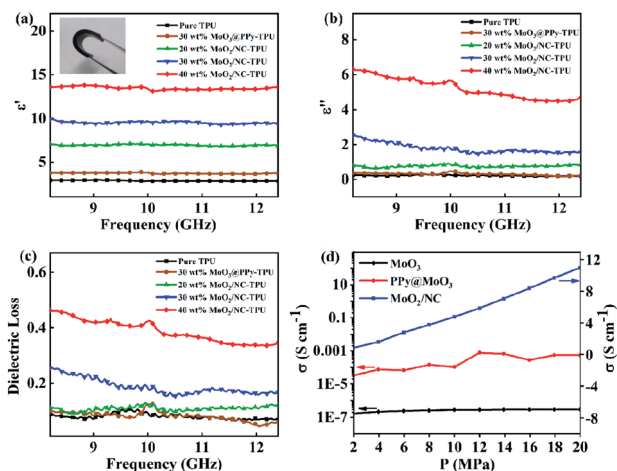 (a)
Pure TPU
30 wt% MoO₃@PPy-TPU
20 wt% MoO₂/NC-TPU
30 wt% MoO₂/NC-TPU
40 wt% MoO₂/NC-TPU
ε'
20
15
10
5
9 10 11 12
Frequency (GHz)
(b)
Pure TPU
30 wt% MoO₃@PPy-TPU
20 wt% MoO₂/NC-TPU
30 wt% MoO₂/NC-TPU
40 wt% MoO₂/NC-TPU
ε"
8
6
4
2
0
9 10 11 12
Frequency (GHz)
(c)
Pure TPU
30 wt% MoO₃@PPy-TPU
20 wt% MoO₂/NC-TPU
30 wt% MoO₂/NC-TPU
40 wt% MoO₂/NC-TPU
Dielectric Loss
0.6
0.4
0.2
9 10 11 12
Frequency (GHz)
(d)
MoO₃
PPy@MoO₃
MoO₂/NC
σ (S cm⁻¹)
10
0.1
0.001
1E-5
1E-7
12
8
4
0
-4
-8
σ (S cm⁻¹)
2 4 6 8 10 12 14 16 18 20
P (MPa)